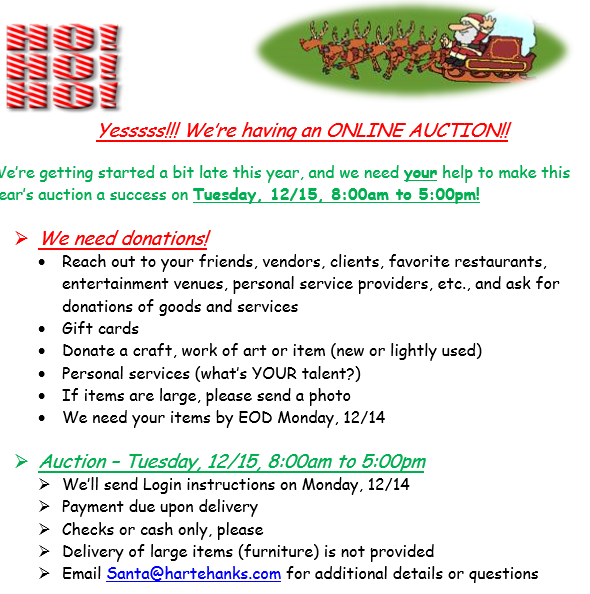 HO!
HO!
HO!
Yesssss!!! We're having an ONLINE AUCTION!!
We're getting started a bit late this year, and we need your help to make this
ear's auction a success on Tuesday, 12/15, 8:00am to 5:00pm!
➢ We need donations!
• Reach out to your friends, vendors, clients, favorite restaurants,
entertainment venues, personal service providers, etc., and ask for
donations of goods and services
• Gift cards
• Donate a craft, work of art or item (new or lightly used)
• Personal services (what's YOUR talent?)
• If items are large, please send a photo
• We need your items by EOD Monday, 12/14
➢ Auction – Tuesday, 12/15, 8:00am to 5:00pm
➢ We'll send Login instructions on Monday, 12/14
➢ Payment due upon delivery
➢ Checks or cash only, please
➢ Delivery of large items (furniture) is not provided
➢ Email Santa@hartehanks.com for additional details or questions